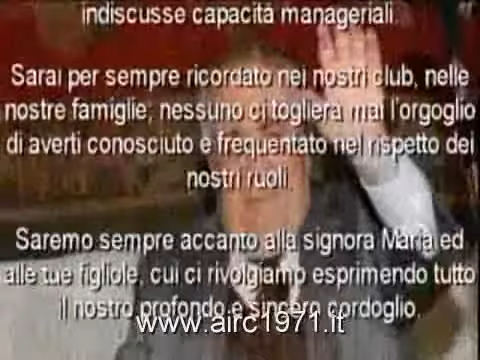 indiscusse capacità manageriali.
Sarai per sempre ricordato nei nostri club, nelle
nostre famiglie, nessuno ci toglierà mai l'orgoglio
di averti conosciuto e frequentato nel rispetto dei
nostri ruoli.
Saremo sempre accanto alla signora Maria ed
alle tue figliole, cui ci rivolgiamo esprimendo tutto
il nostro profondo e sincero cordoglio.
www.airc1971.it